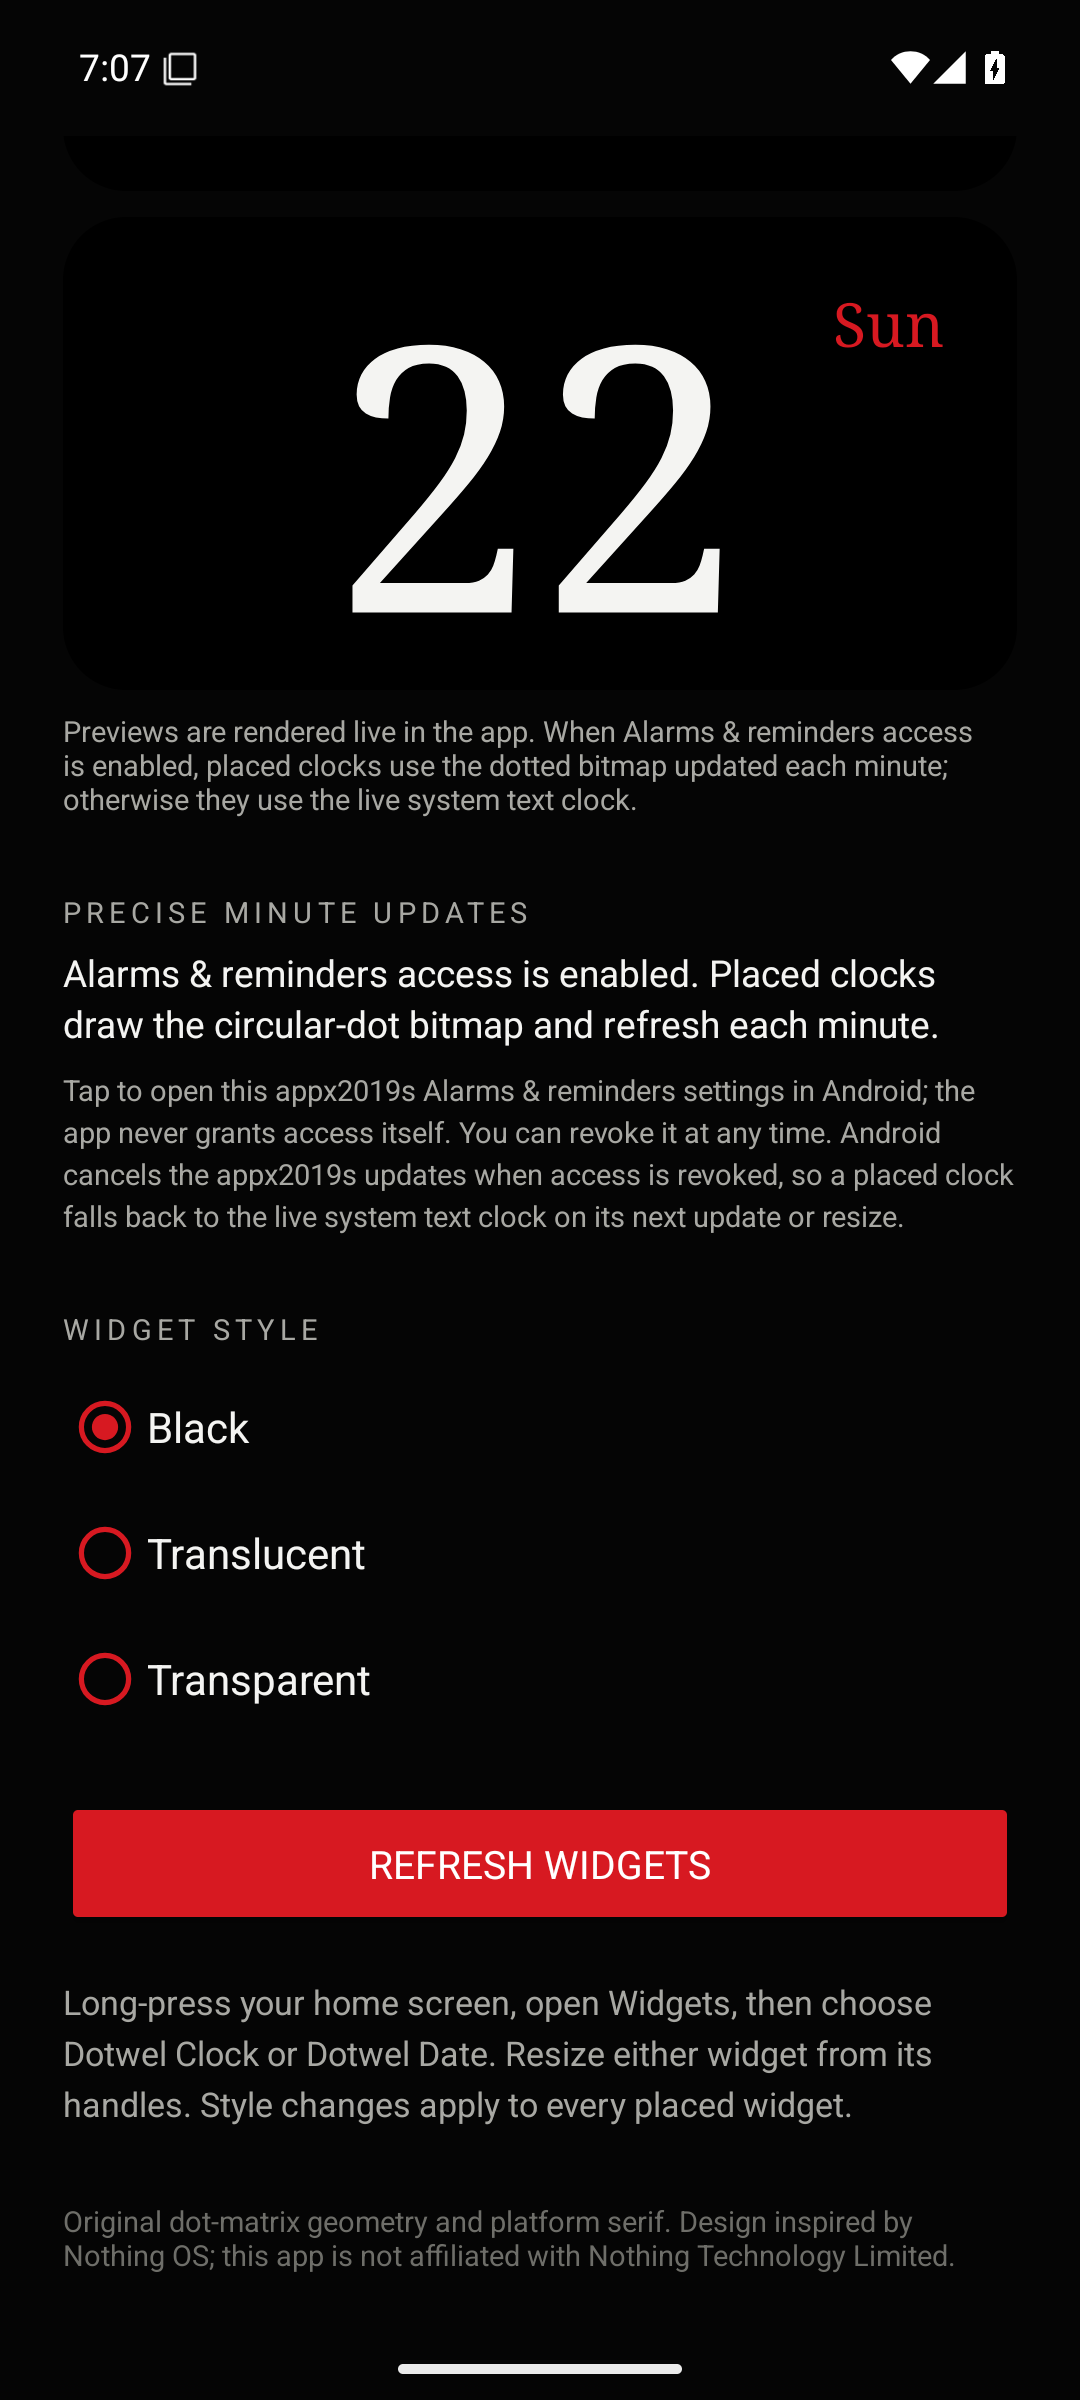 7:07
Sun
22
Previews are rendered live in the app. When Alarms & reminders access
is enabled, placed clocks use the dotted bitmap updated each minute;
otherwise they use the live system text clock.
PRECISE MINUTE UPDATES
Alarms & reminders access is enabled. Placed clocks
draw the circular-dot bitmap and refresh each minute.
Tap to open this appx2019s Alarms & reminders settings in Android; the
app never grants access itself. You can revoke it at any time. Android
cancels the appx2019s updates when access is revoked, so a placed clock
falls back to the live system text clock on its next update or resize.
WIDGET STYLE
Black
Translucent
Transparent
REFRESH WIDGETS
Long-press your home screen, open Widgets, then choose
Dotwel Clock or Dotwel Date. Resize either widget from its
handles. Style changes apply to every placed widget.
Original dot-matrix geometry and platform serif. Design inspired by
Nothing OS; this app is not affiliated with Nothing Technology Limited.